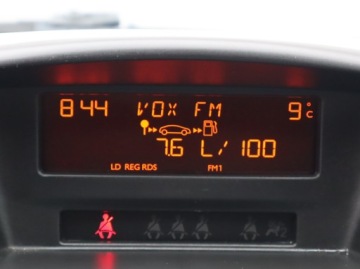 8:44 VOX FM 9°C
7.6 L/100
LD REG RDS FM1